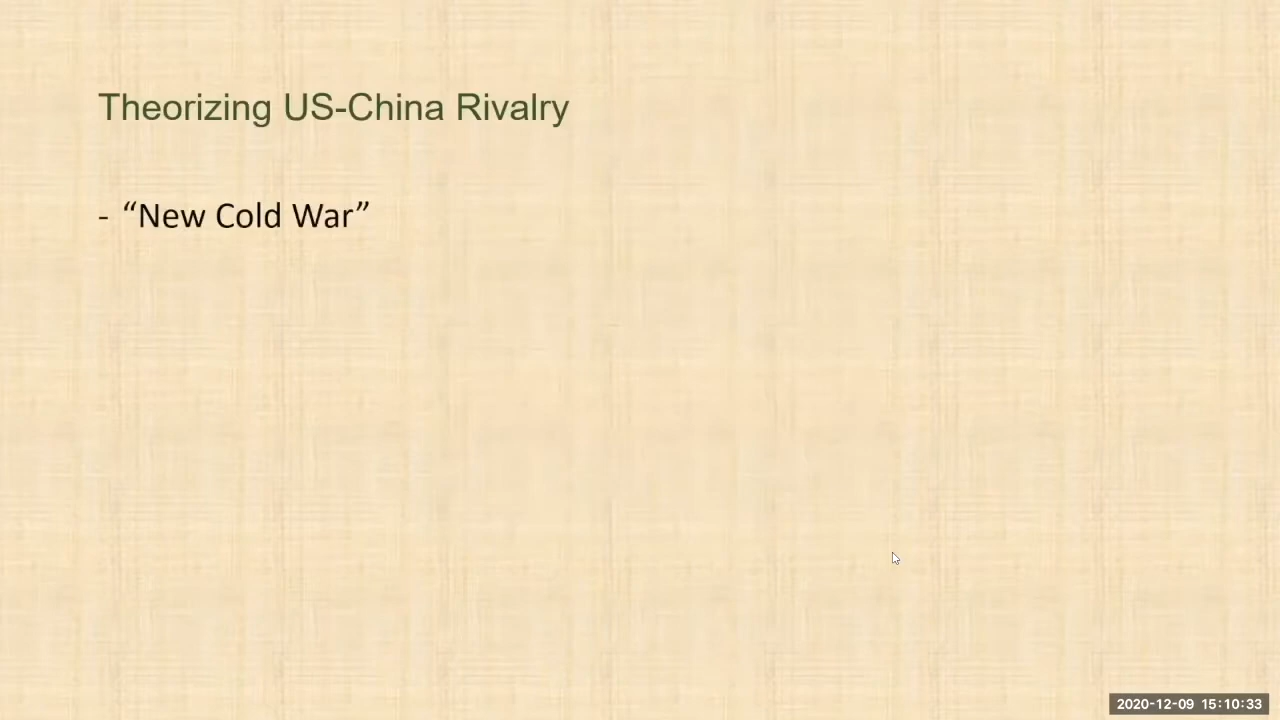 Theorizing US-China Rivalry
- “New Cold War”
2020-12-09 15:10:33